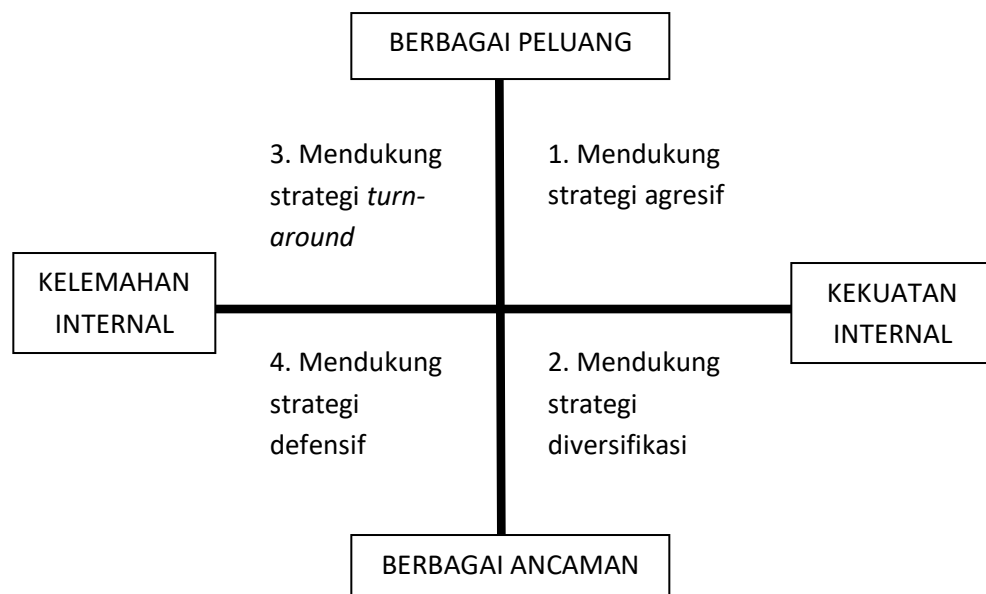 BERBAGAI PELUANG
3. Mendukung
strategi turn-
around
1. Mendukung
strategi agresif
KELEMAHAN
INTERNAL
KEKUATAN
INTERNAL
4. Mendukung
strategi
defensif
2. Mendukung
strategi
diversifikasi
BERBAGAI ANCAMAN